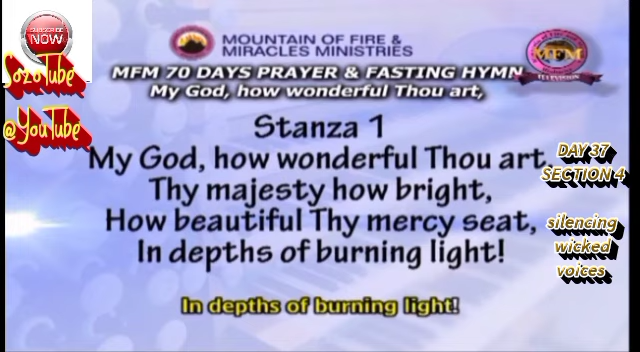 SUBSCRIBE
NOW
SozoTube
@YouTube
MOUNTAIN OF FIRE &
MIRACLES MINISTRIES
MFM
TELEVISION
MFM 70 DAYS PRAYER & FASTING HYMN
My God, how wonderful Thou art,
Stanza 1
My God, how wonderful Thou art,
Thy majesty how bright,
How beautiful Thy mercy seat,
In depths of burning light!
DAY 37
SECTION 4
silencing
wicked
voices
In depths of burning light!